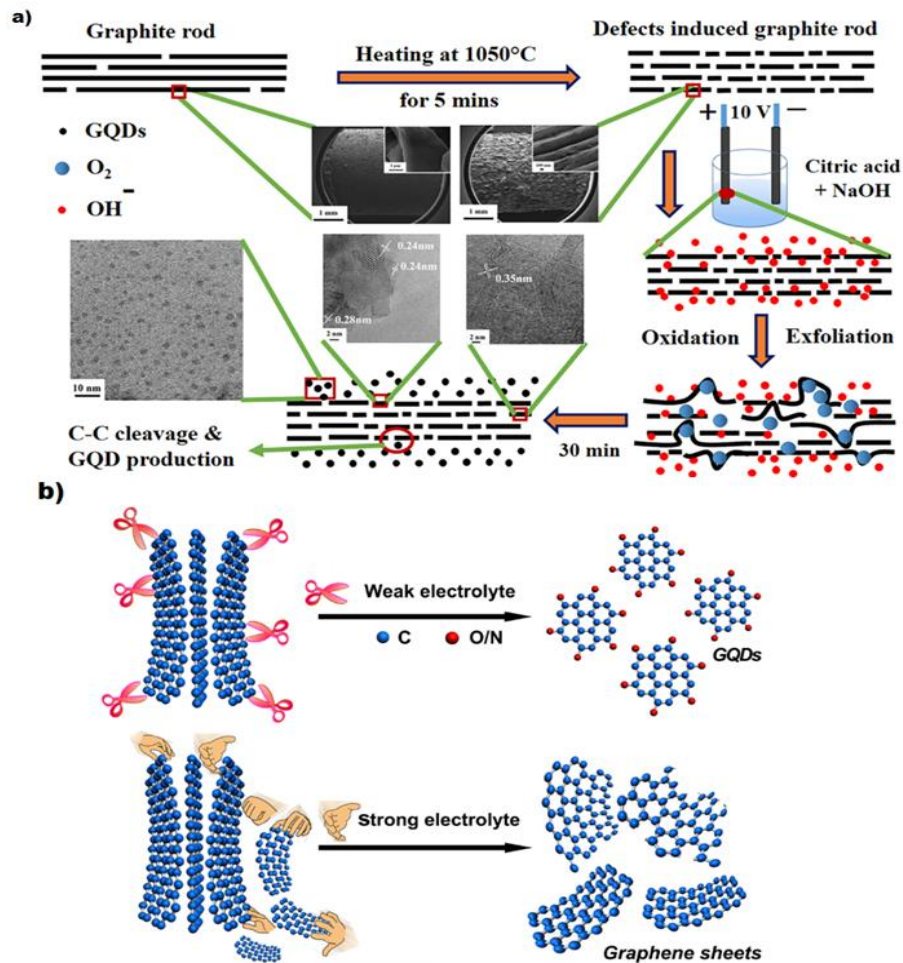 a)
Graphite rod
Heating at 1050°C
for 5 mins
Defects induced graphite rod
GQDs
O₂
OH⁻
1 mm
1 mm
+ 10 V −
Citric acid
+ NaOH
0.24nm
0.24nm
0.28nm
2 nm
0.35nm
2 nm
10 nm
Oxidation
Exfoliation
30 min
C-C cleavage &
GQD production
b)
Weak electrolyte
C
O/N
GQDs
Strong electrolyte
Graphene sheets